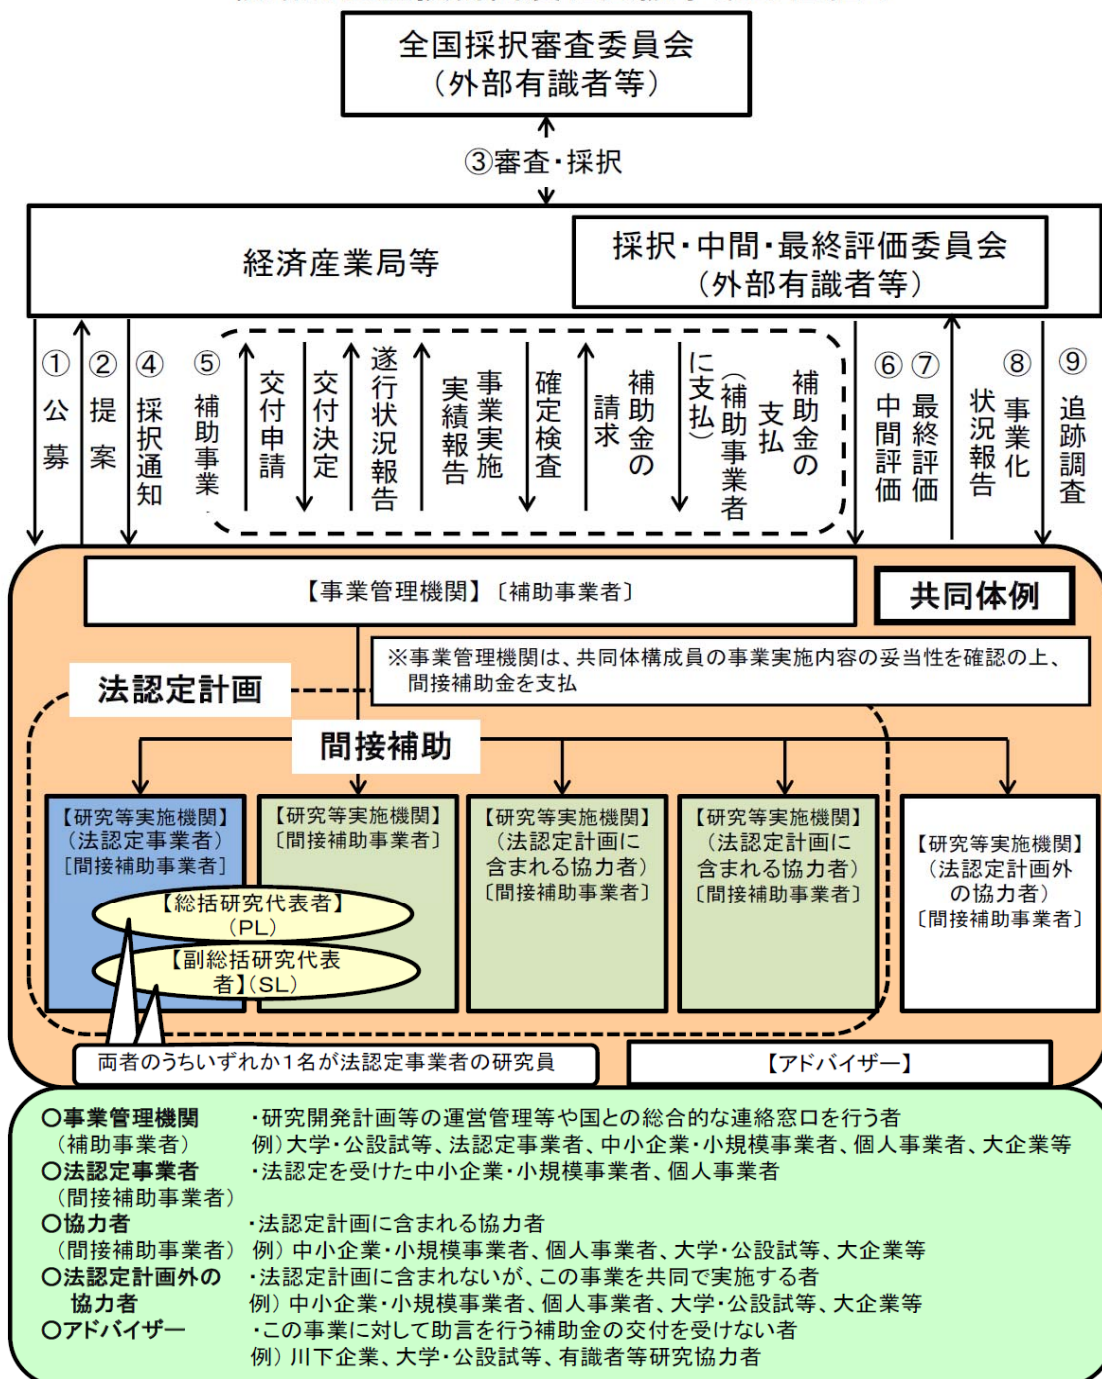 全国採択審査委員会
（外部有識者等）
③審査・採択
経済産業局等
採択・中間・最終評価委員会
（外部有識者等）
①公募
②提案
④採択通知
⑤補助事業
交付申請
交付決定
遂行状況報告
事業実施
実績報告
確定検査
補助金の
請求
補助金の
支払
（補助事業者
に支払）
⑥中間評価
⑦最終評価
⑧事業化
状況報告
⑨追跡調査
【事業管理機関】〔補助事業者〕
共同体例
※事業管理機関は、共同体構成員の事業実施内容の妥当性を確認の上、
間接補助金を支払
法認定計画
間接補助
【研究等実施機関】
（法認定事業者）
［間接補助事業者］
【研究等実施機関】
〔間接補助事業者〕
【研究等実施機関】
（法認定計画に
含まれる協力者）
〔間接補助事業者〕
【研究等実施機関】
（法認定計画に
含まれる協力者）
〔間接補助事業者〕
【研究等実施機関】
（法認定計画外
の協力者）
〔間接補助事業者〕
【総括研究代表者】
（PL）
【副総括研究代表
者】（SL）
両者のうちいずれか１名が法認定事業者の研究員
【アドバイザー】
○事業管理機関 ・研究開発計画等の運営管理等や国との総合的な連絡窓口を行う者
（補助事業者） 例）大学・公設試等、法認定事業者、中小企業・小規模事業者、個人事業者、大企業等
○法認定事業者 ・法認定を受けた中小企業・小規模事業者、個人事業者
（間接補助事業者）
○協力者 ・法認定計画に含まれる協力者
（間接補助事業者） 例）中小企業・小規模事業者、個人事業者、大学・公設試等、大企業等
○法認定計画外の ・法認定計画に含まれないが、この事業を共同で実施する者
協力者 例）中小企業・小規模事業者、個人事業者、大学・公設試等、大企業等
○アドバイザー ・この事業に対して助言を行う補助金の交付を受けない者
例）川下企業、大学・公設試等、有識者等研究協力者